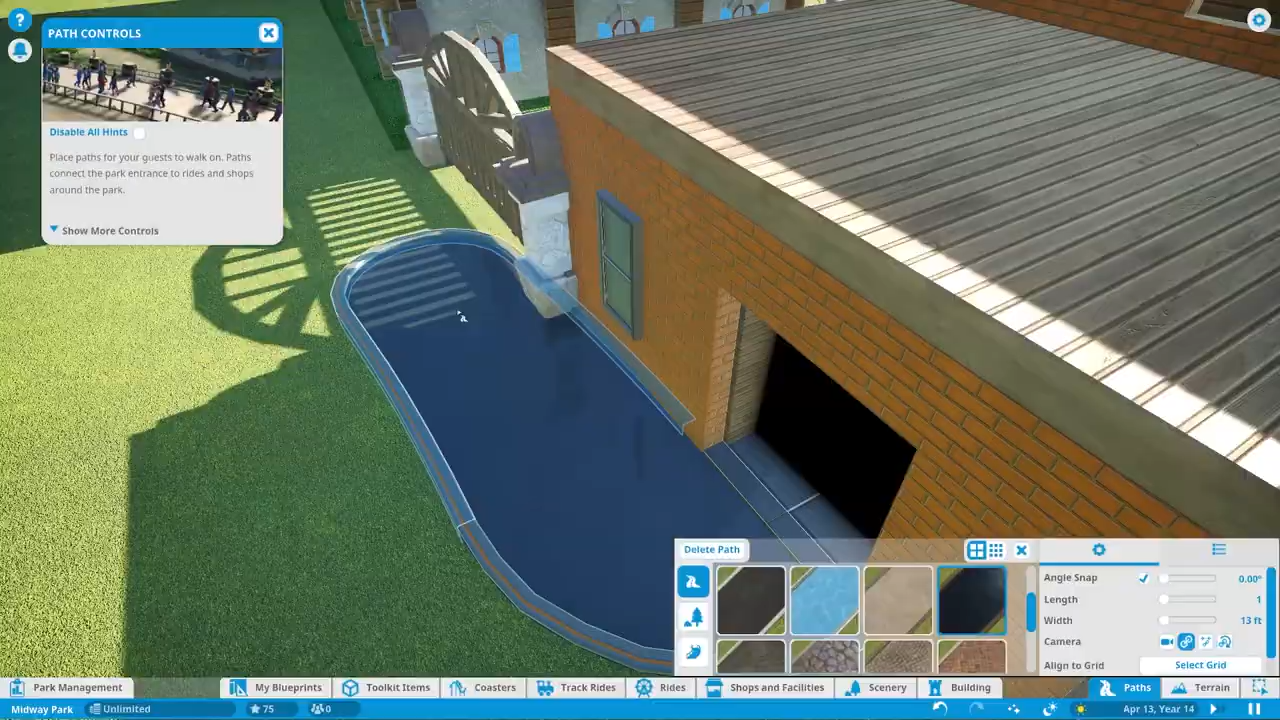 PATH CONTROLS
Disable All Hints
Place paths for your guests to walk on. Paths
connect the park entrance to rides and shops
around the park.
Show More Controls
Delete Path
Angle Snap
0.00°
Length
1
Width
13 ft
Camera
Align to Grid
Select Grid
Park Management
My Blueprints
Toolkit Items
Coasters
Track Rides
Rides
Shops and Facilities
Scenery
Building
Paths
Terrain
Midway Park
Unlimited
75
0
Apr 13, Year 14